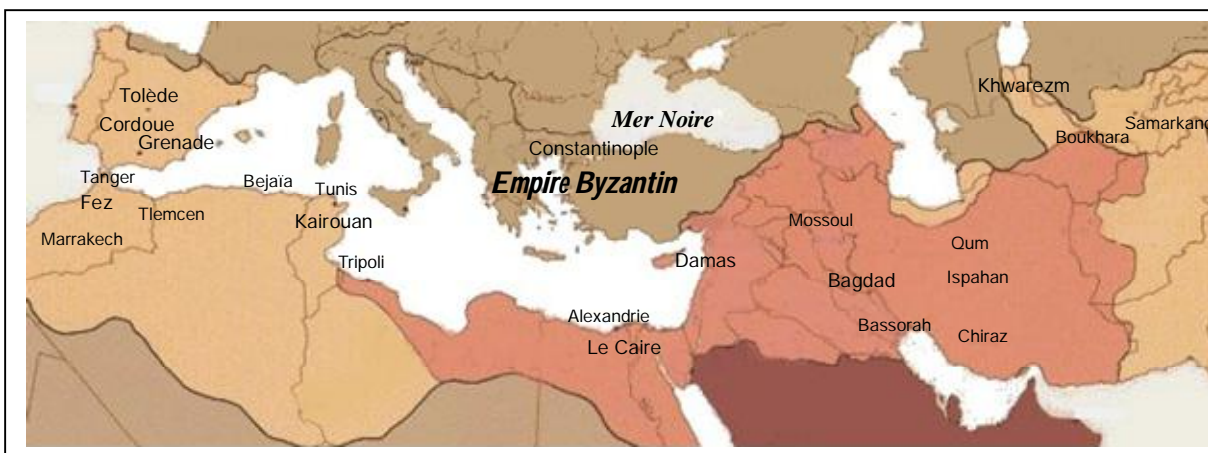 Tolède
Cordoue
Grenade
Tanger
Fez
Tlemcen
Marrakech
Bejaïa
Tunis
Kairouan
Tripoli
Mer Noire
Constantinople
Empire Byzantin
Damas
Alexandrie
Le Caire
Mossoul
Bagdad
Bassorah
Qum
Ispahan
Chiraz
Khwarezm
Boukhara
Samarkand